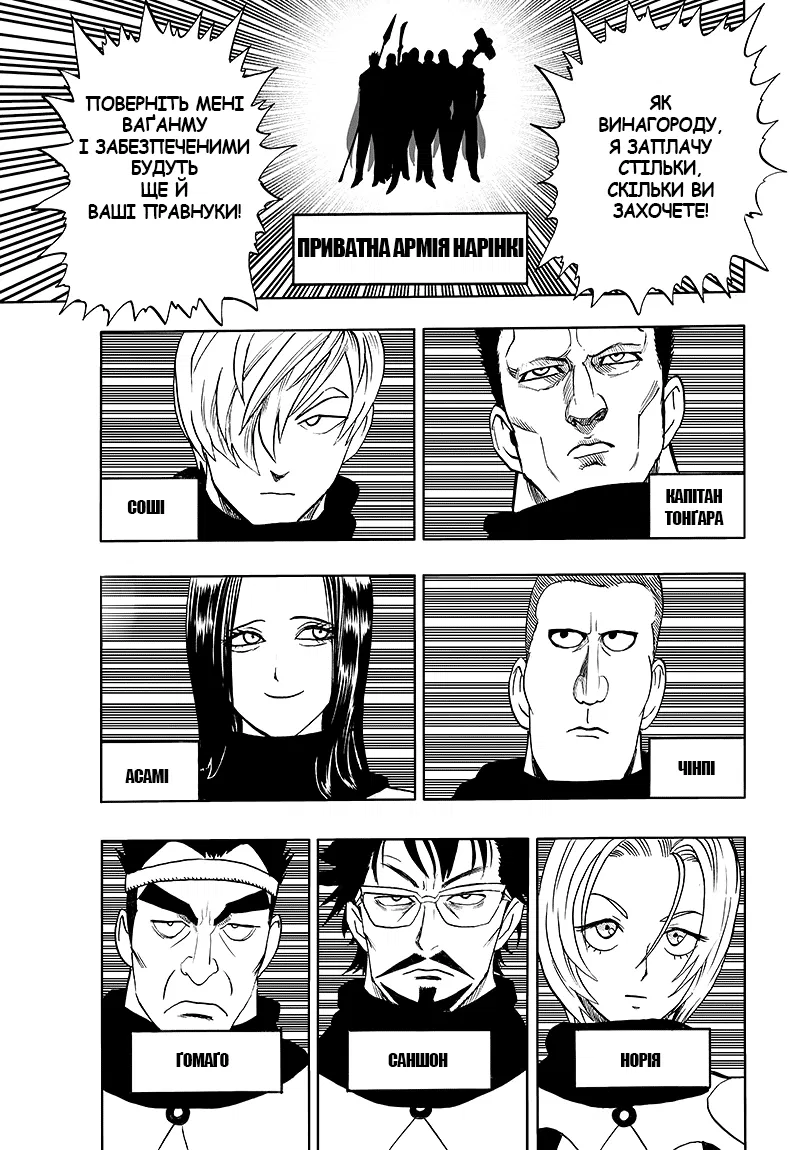 ЯК
ВИНАГОРОДУ,
Я ЗАПЛАЧУ
СТІЛЬКИ,
СКІЛЬКИ ВИ
ЗАХОЧЕТЕ!
ПОВЕРНІТЬ МЕНІ
ВАҐАНМУ
І ЗАБЕЗПЕЧЕНИМИ
БУДУТЬ
ЩЕ Й
ВАШІ ПРАВНУКИ!
ПРИВАТНА АРМІЯ НАРІНКІ
КАПІТАН
ТОНҐАРА
СОШІ
ЧІНПІ
АСАМІ
НОРІЯ
САНШОН
ҐОМАҐО